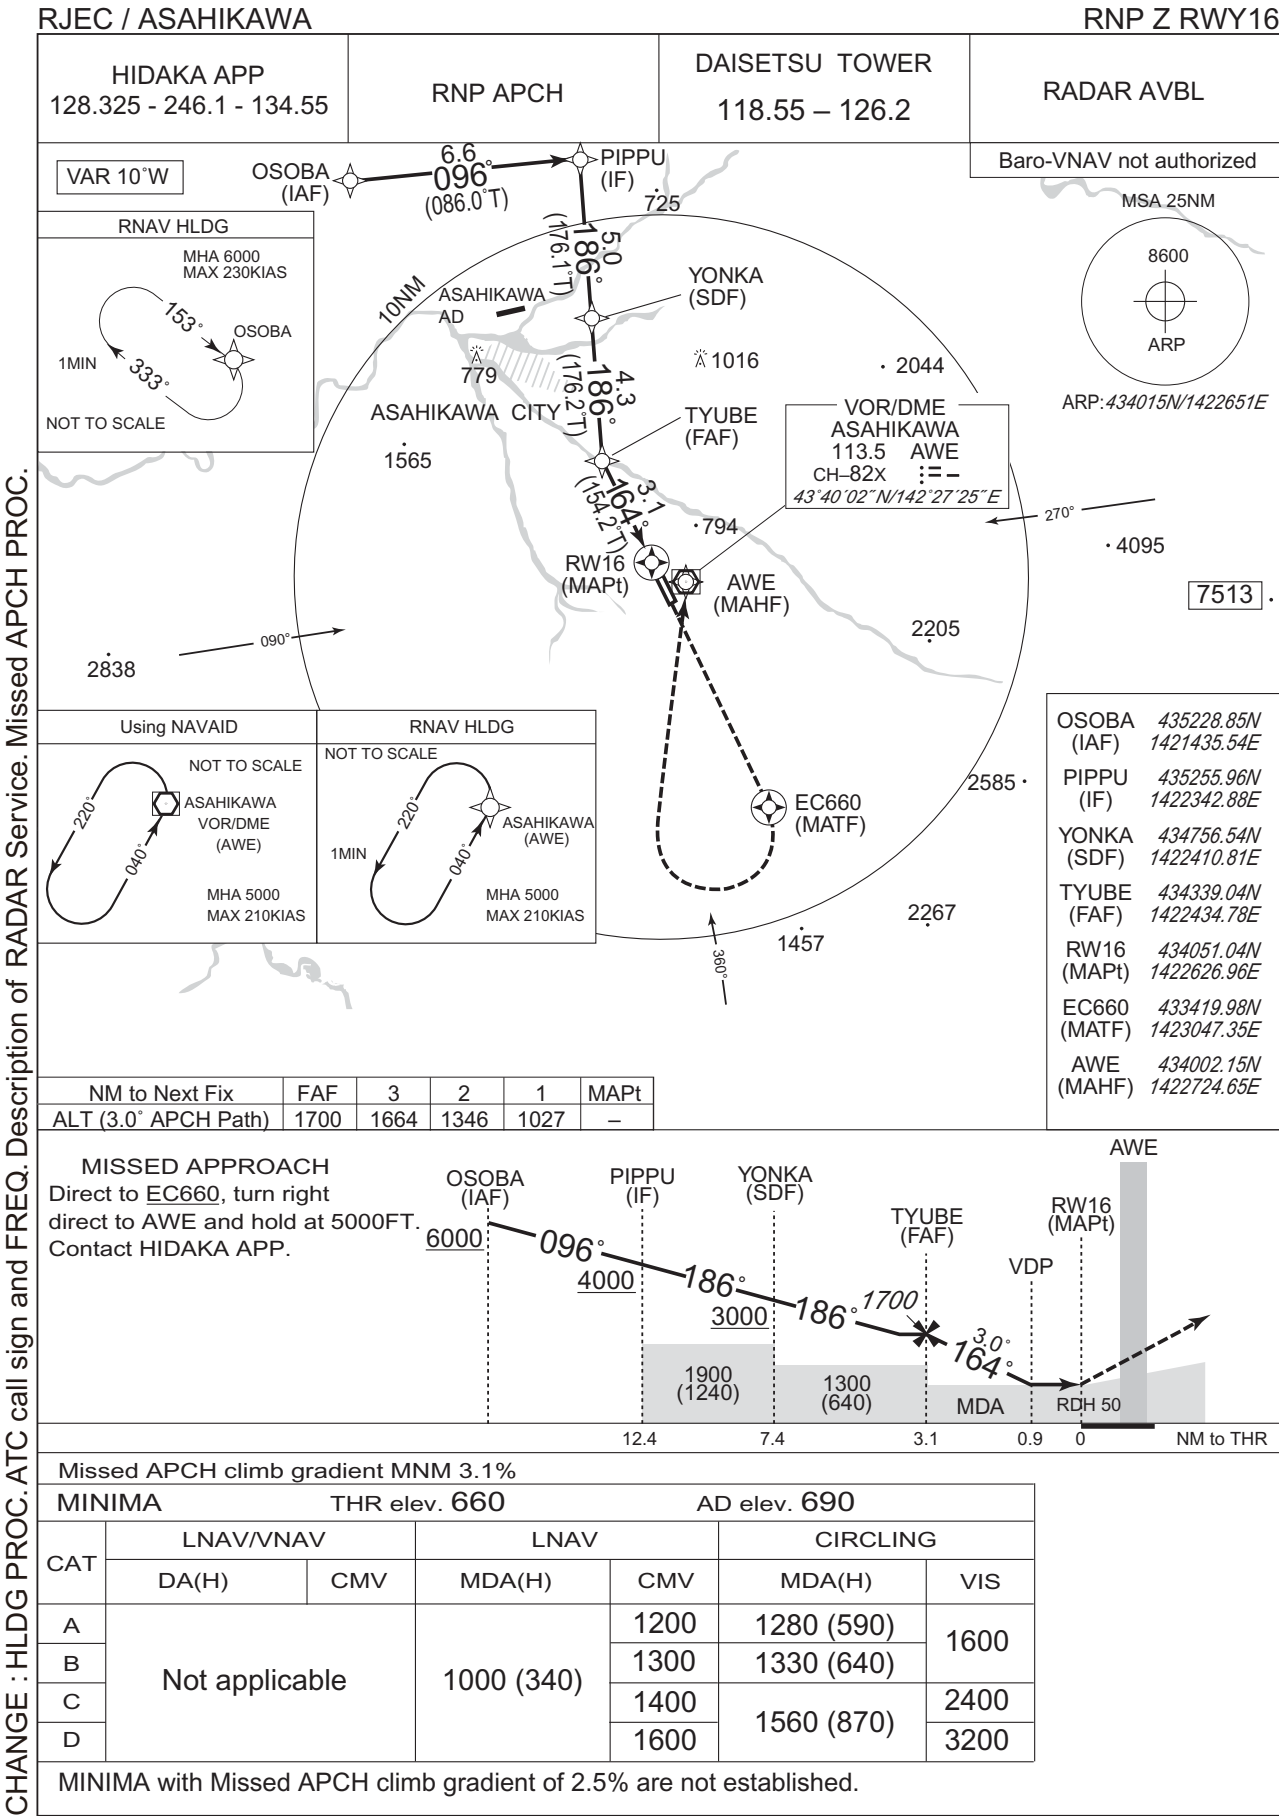 RJEC / ASAHIKAWA
RNP Z RWY16
HIDAKA APP
128.325 - 246.1 - 134.55
RNP APCH
DAISETSU TOWER
118.55 – 126.2
RADAR AVBL
VAR 10˚W
Baro-VNAV not authorized
OSOBA
(IAF)
6.6
096˚
(086.0˚T)
PIPPU
(IF)
725
MSA 25NM
8600
ARP
ARP:434015N/1422651E
RNAV HLDG
MHA 6000
MAX 230KIAS
153˚
OSOBA
1MIN
333˚
NOT TO SCALE
10NM
5.0
186˚
(176.1˚T)
YONKA
(SDF)
ASAHIKAWA
AD
779
1016
2044
4.3
186˚
(176.2˚T)
ASAHIKAWA CITY
TYUBE
(FAF)
1565
VOR/DME
ASAHIKAWA
113.5 AWE
CH–82X
43˚40´02˝N/142˚27´25˝E
3.1
164˚
(154.2˚T)
794
270°
4095
RW16
(MAPt)
AWE
(MAHF)
7513
090°
2838
2205
Using NAVAID
NOT TO SCALE
220˚
ASAHIKAWA
VOR/DME
(AWE)
040˚
MHA 5000
MAX 210KIAS
RNAV HLDG
NOT TO SCALE
220˚
ASAHIKAWA
(AWE)
1MIN
040˚
MHA 5000
MAX 210KIAS
2585
EC660
(MATF)
2267
1457
360°
OSOBA 435228.85N
(IAF) 1421435.54E
PIPPU 435255.96N
(IF) 1422342.88E
YONKA 434756.54N
(SDF) 1422410.81E
TYUBE 434339.04N
(FAF) 1422434.78E
RW16 434051.04N
(MAPt) 1422626.96E
EC660 433419.98N
(MATF) 1423047.35E
AWE 434002.15N
(MAHF) 1422724.65E
NM to Next Fix FAF 3 2 1 MAPt
ALT (3.0˚ APCH Path) 1700 1664 1346 1027 –
MISSED APPROACH
Direct to EC660, turn right
direct to AWE and hold at 5000FT.
Contact HIDAKA APP.
OSOBA
(IAF)
PIPPU
(IF)
YONKA
(SDF)
TYUBE
(FAF)
VDP
RW16
(MAPt)
AWE
6000
096˚
4000
186˚
3000
186˚
1700
3.0˚
164˚
1900
(1240)
1300
(640)
MDA
RDH 50
12.4 7.4 3.1 0.9 0 NM to THR
Missed APCH climb gradient MNM 3.1%
MINIMA THR elev. 660 AD elev. 690
CAT LNAV/VNAV LNAV CIRCLING
DA(H) CMV MDA(H) CMV MDA(H) VIS
A 1200 1280 (590) 1600
B 1300 1330 (640)
Not applicable 1000 (340)
C 1400 1560 (870) 2400
D 1600 3200
MINIMA with Missed APCH climb gradient of 2.5% are not established.
CHANGE : HLDG PROC. ATC call sign and FREQ. Description of RADAR Service. Missed APCH PROC.